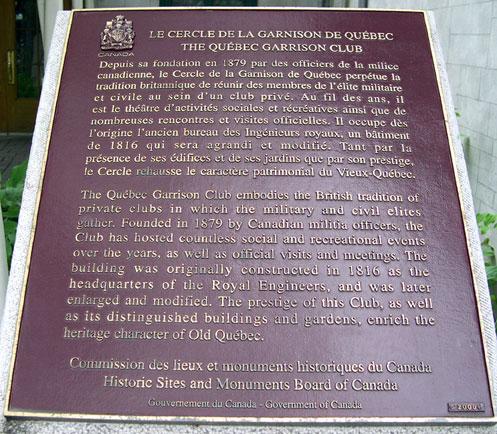 CANADA
LE CERCLE DE LA GARNISON DE QUÉBEC
THE QUÉBEC GARRISON CLUB
Depuis sa fondation en 1879 par des officiers de la milice
canadienne, le Cercle de la Garnison de Québec perpétue la
tradition britannique de réunir des membres de l'élite militaire
et civile au sein d'un club privé. Au fil des ans, il
est le théâtre d'activités sociales et récréatives ainsi que de
nombreuses rencontres et visites officielles. Il occupe dès
l'origine l'ancien bureau des Ingénieurs royaux, un bâtiment
de 1816 qui sera agrandi et modifié. Tant par la
présence de ses édifices et de ses jardins que par son prestige,
le Cercle rehausse le caractère patrimonial du Vieux-Québec.
The Québec Garrison Club embodies the British tradition of
private clubs in which the military and civil elites
gather. Founded in 1879 by Canadian militia officers, the
Club has hosted countless social and recreational events
over the years, as well as official visits and meetings. The
building was originally constructed in 1816 as the
headquarters of the Royal Engineers, and was later
enlarged and modified. The prestige of this Club, as well
as its distinguished buildings and gardens, enrich the
heritage character of Old Québec.
Commission des lieux et monuments historiques du Canada
Historic Sites and Monuments Board of Canada
Gouvernement du Canada - Government of Canada
2000